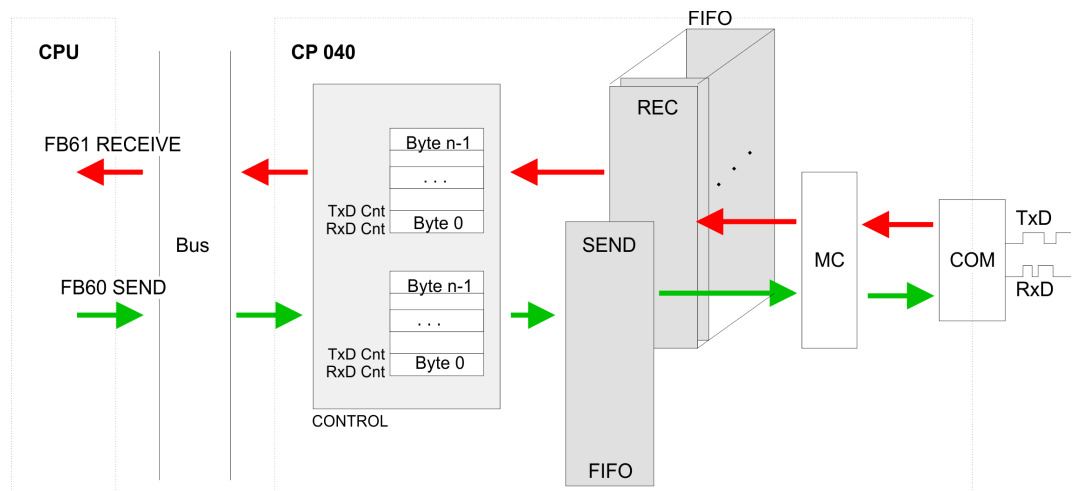 FIFO
CPU
CP 040
REC
FB61 RECEIVE
Byte n-1
. . .
TxD Cnt
RxD Cnt
Byte 0
TxD
Bus
SEND
MC
COM
RxD
FB60 SEND
Byte n-1
. . .
TxD Cnt
RxD Cnt
Byte 0
CONTROL
FIFO